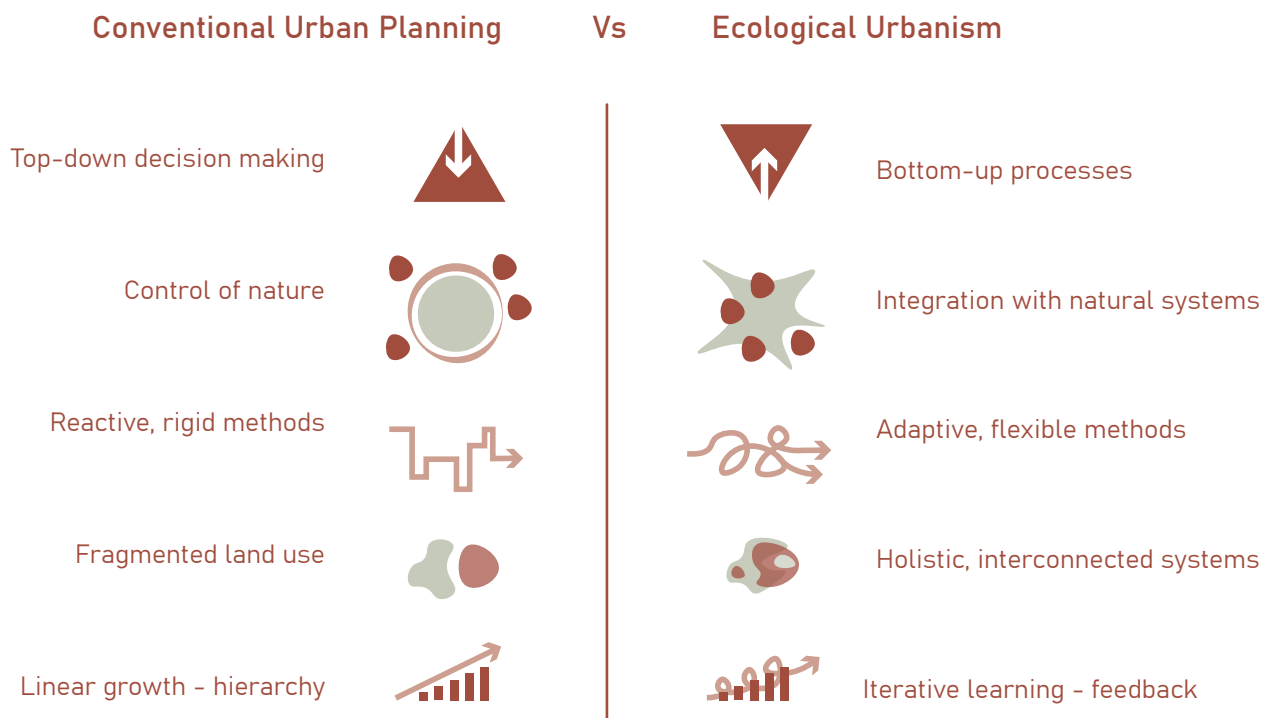 Conventional Urban Planning Vs Ecological Urbanism
Top-down decision making
Bottom-up processes
Control of nature
Integration with natural systems
Reactive, rigid methods
Adaptive, flexible methods
Fragmented land use
Holistic, interconnected systems
Linear growth - hierarchy
Iterative learning - feedback